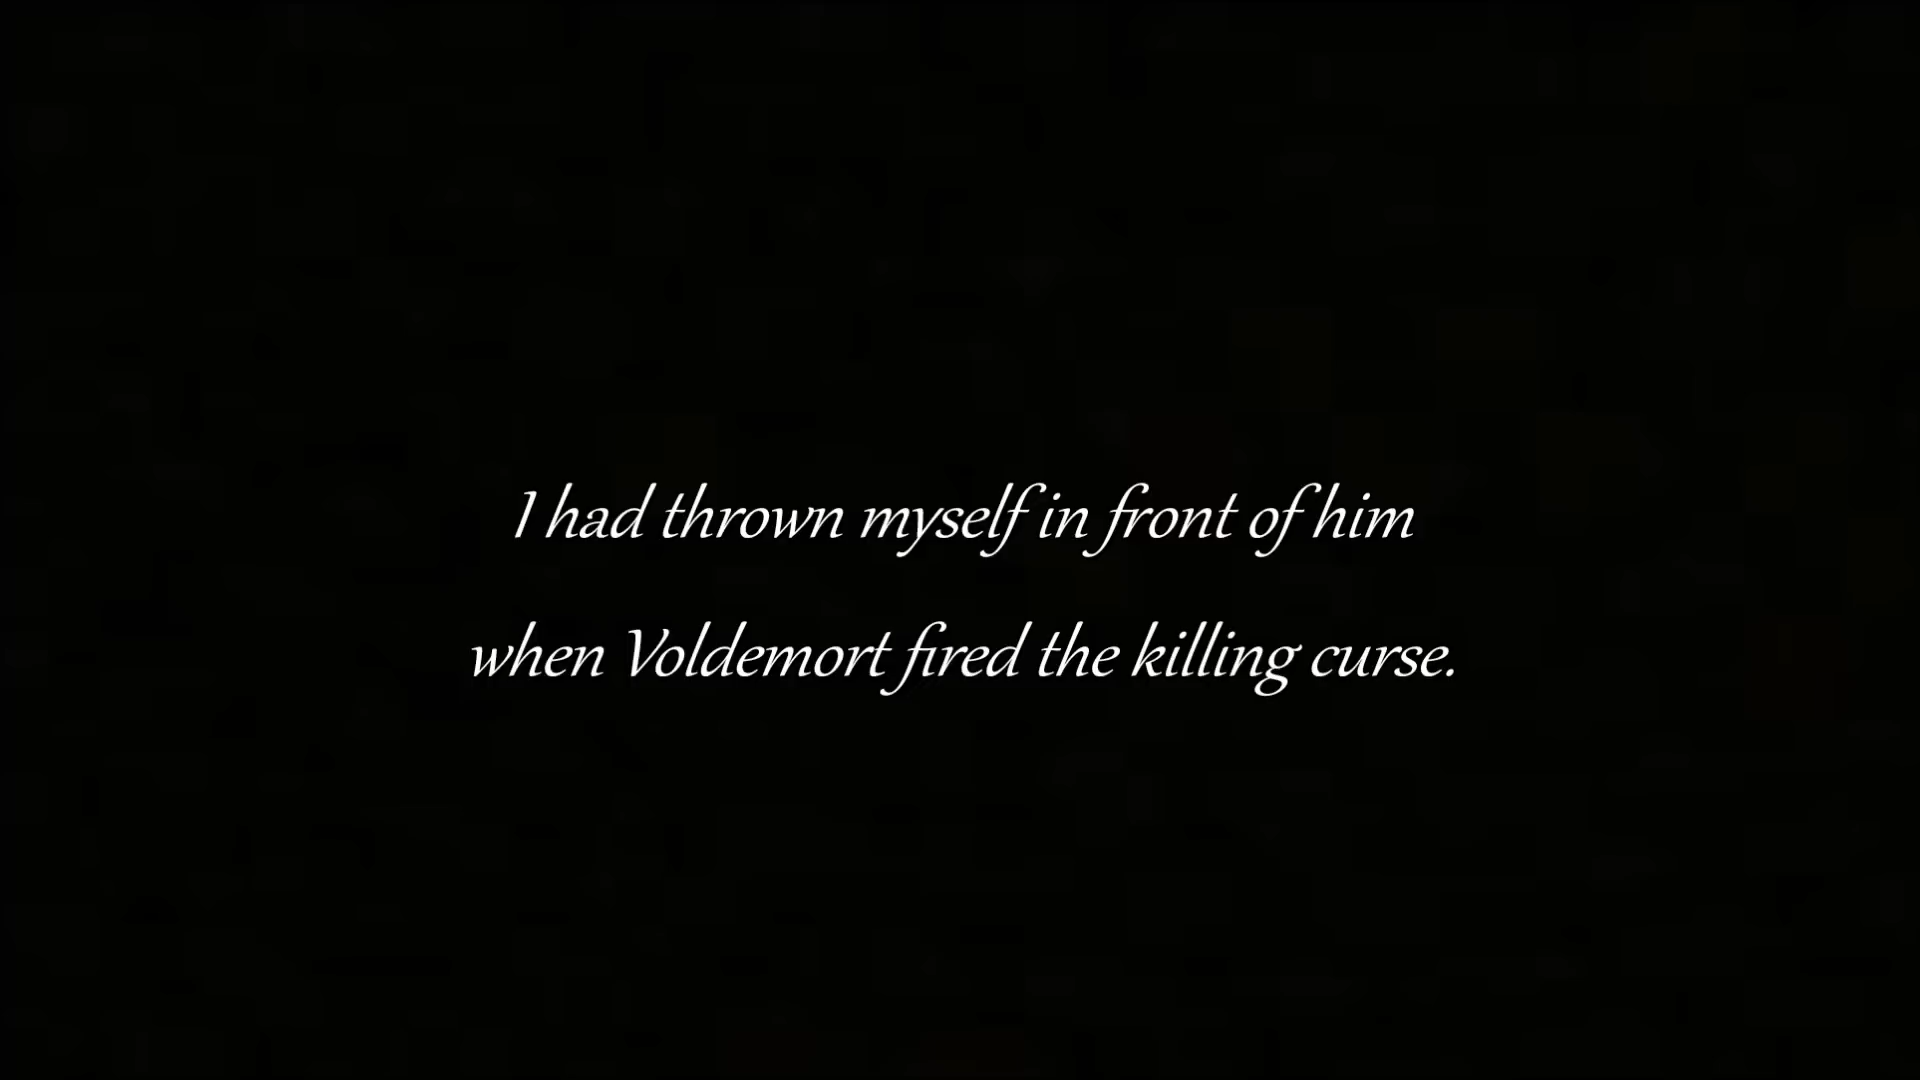 I had thrown myself in front of him
when Voldemort fired the killing curse.